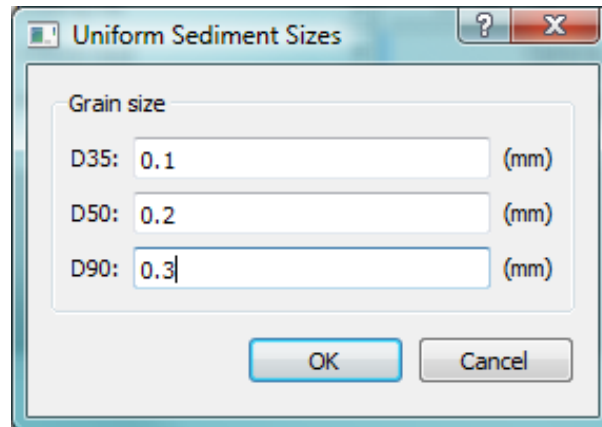 Uniform Sediment Sizes
Grain size
D35: 0.1 (mm)
D50: 0.2 (mm)
D90: 0.3 (mm)
OK Cancel